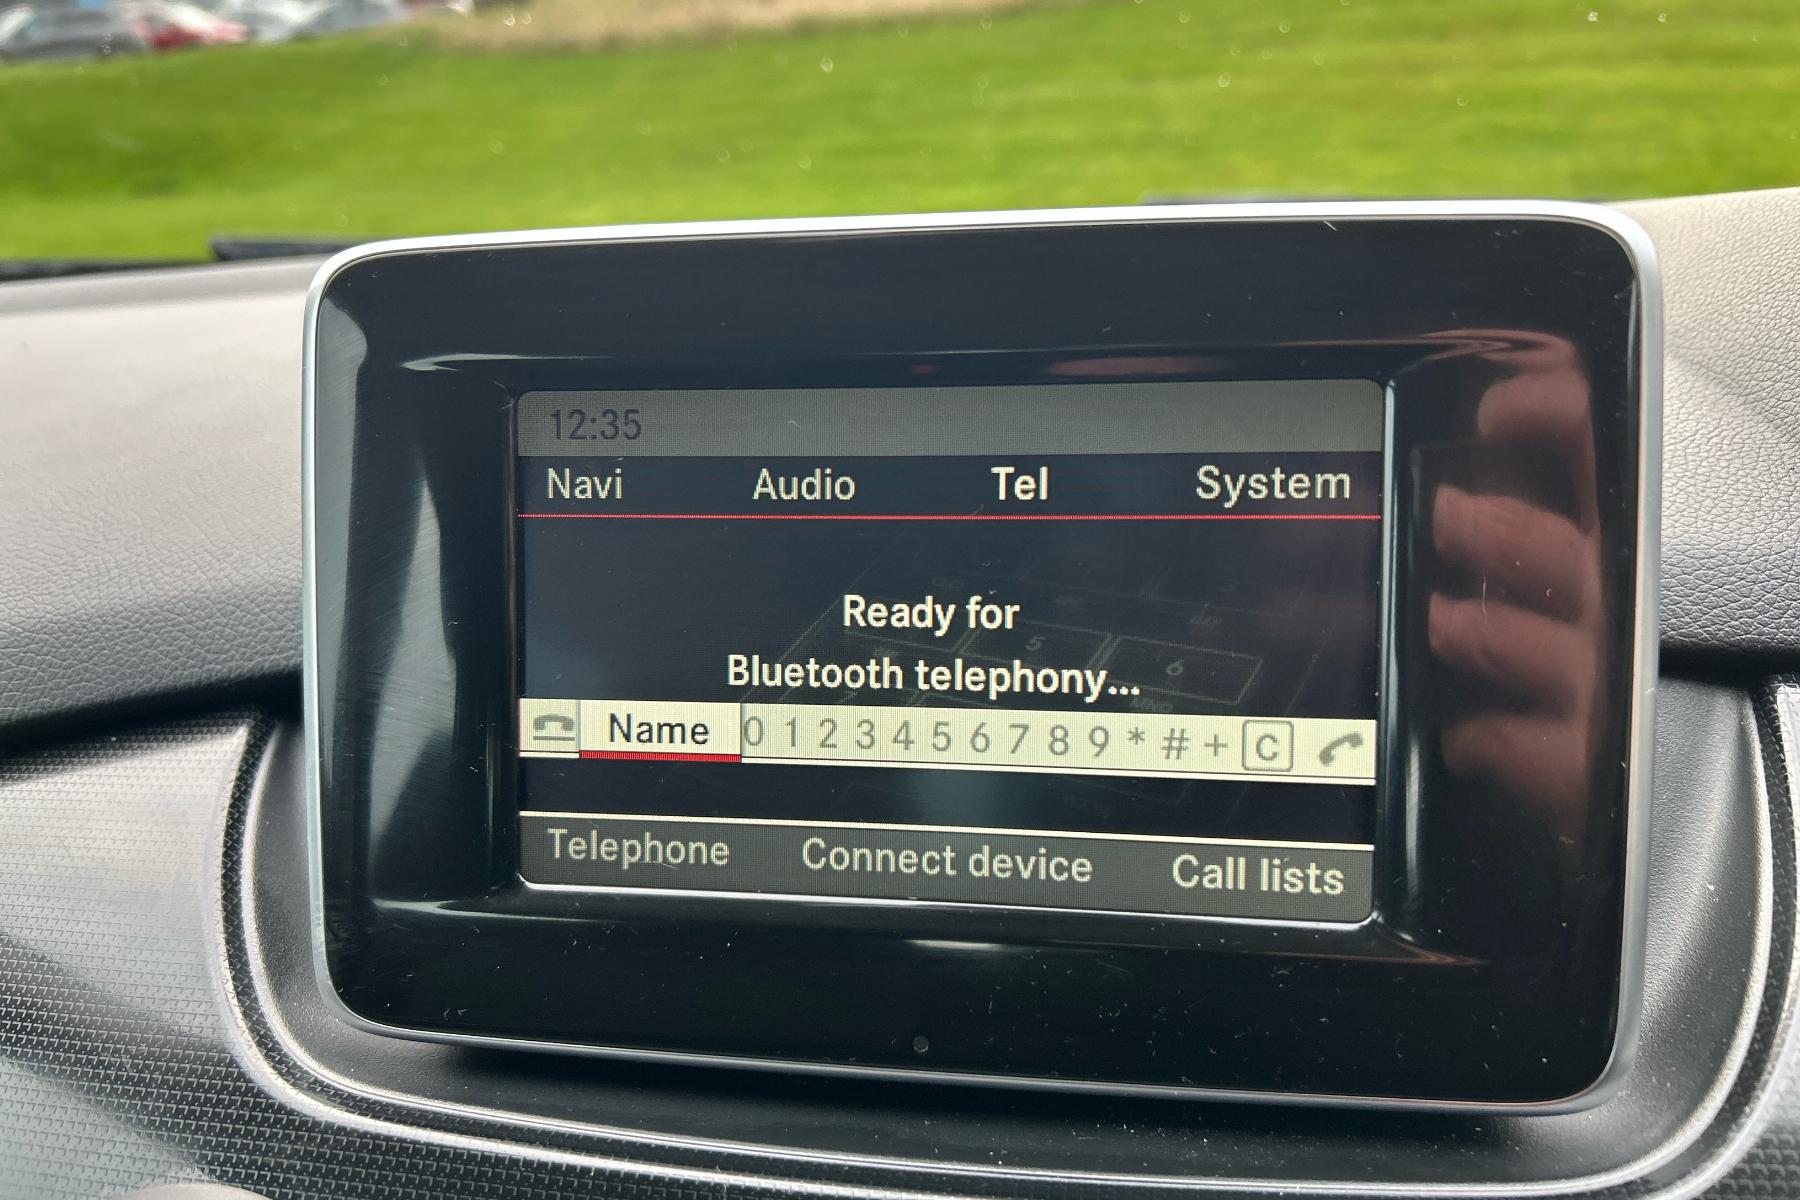 12:35
Navi Audio Tel System
Ready for
Bluetooth telephony...
Name 0 1 2 3 4 5 6 7 8 9 * # + C
Telephone Connect device Call lists